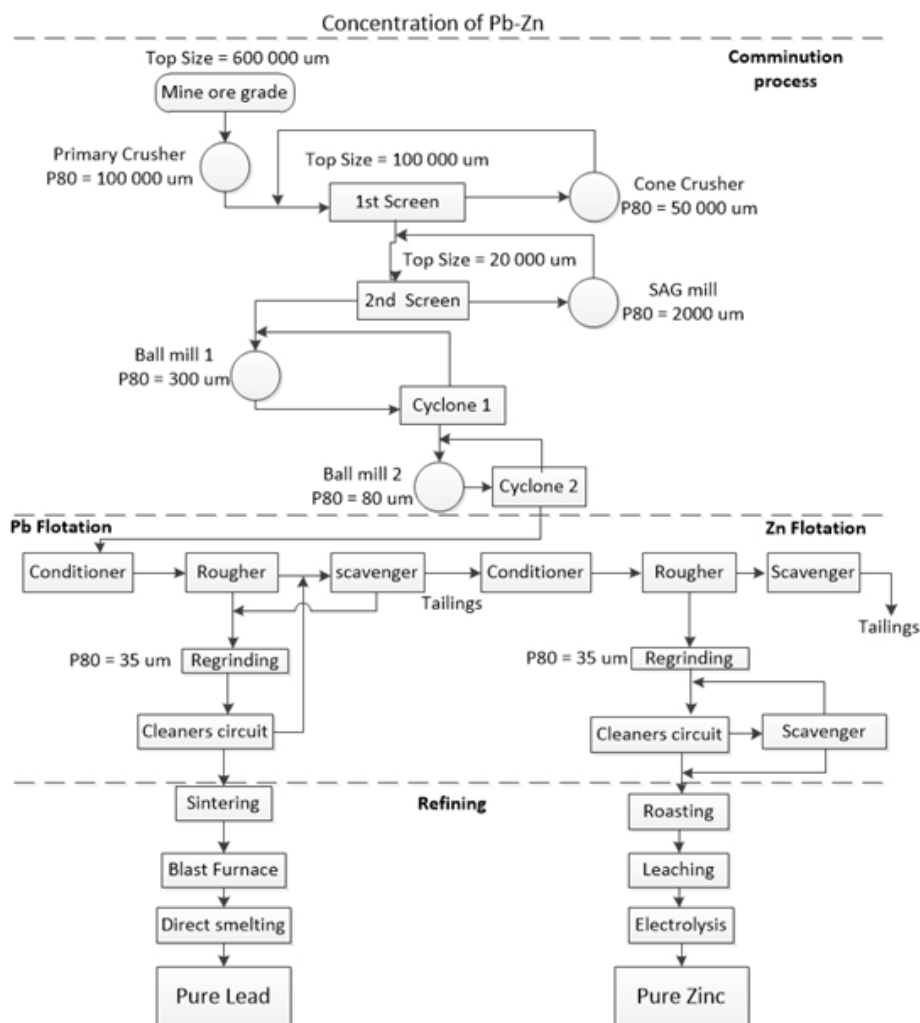 Concentration of Pb-Zn
Top Size = 600 000 um
Comminution
process
Mine ore grade
Primary Crusher
P80 = 100 000 um
Top Size = 100 000 um
1st Screen
Cone Crusher
P80 = 50 000 um
Top Size = 20 000 um
2nd  Screen
SAG mill
P80 = 2000 um
Ball mill 1
P80 = 300 um
Cyclone 1
Ball mill 2
P80 = 80 um
Cyclone 2
Pb Flotation
Zn Flotation
Conditioner
Rougher
scavenger
Conditioner
Rougher
Scavenger
Tailings
Tailings
P80 = 35 um
Regrinding
P80 = 35 um
Regrinding
Cleaners circuit
Cleaners circuit
Scavenger
Sintering
Refining
Roasting
Blast Furnace
Leaching
Direct smelting
Electrolysis
Pure Lead
Pure Zinc